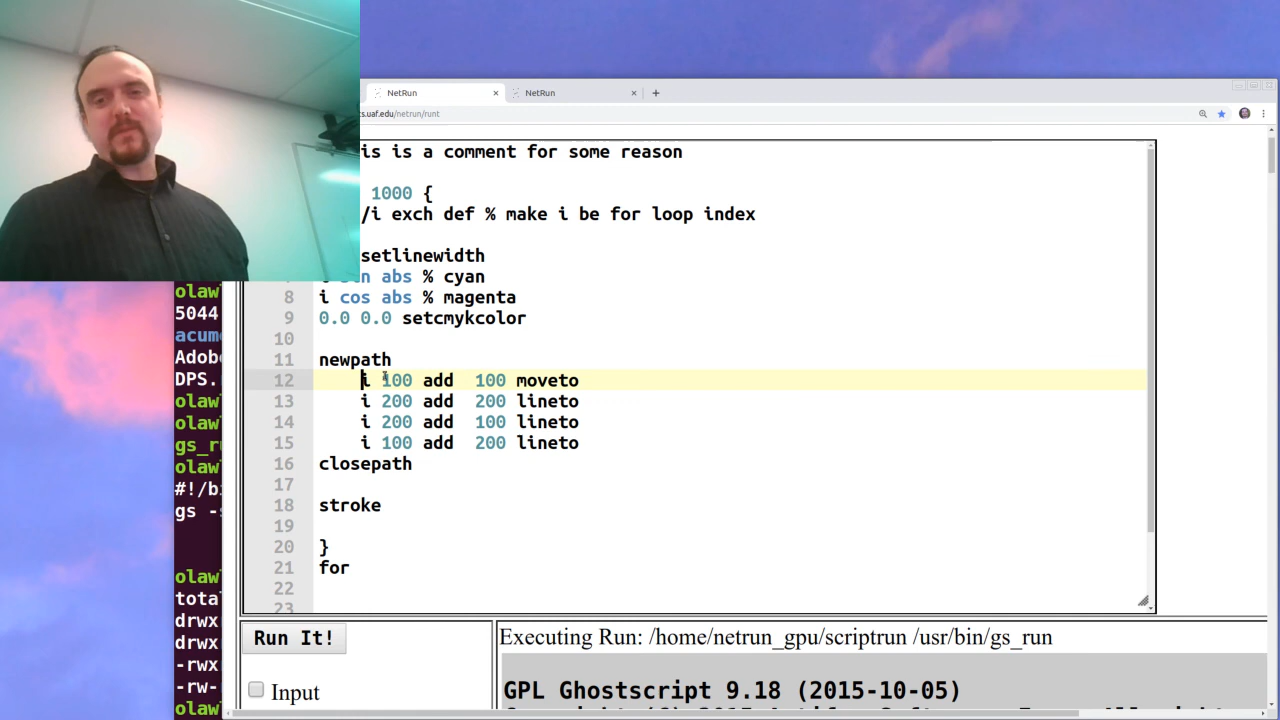 NetRun
NetRun
s.uaf.edu/netrun/runt
is is a comment for some reason
1000 {
/i exch def % make i be for loop index
setlinewidth
abs % cyan
8 i cos abs % magenta
9 0.0 0.0 setcmykcolor
10
11 newpath
12 i 100 add 100 moveto
13 i 200 add 200 lineto
14 i 200 add 100 lineto
15 i 100 add 200 lineto
16 closepath
17
18 stroke
19
20 }
21 for
22
23
olaw
5044
acum
Adob
DPS.
olaw
olaw
gs_r
olaw
#!/b
gs -
olaw
tota
drwx
drwx
-rwx
-rw-
olaw
Run It!
Input
Executing Run: /home/netrun_gpu/scriptrun /usr/bin/gs_run
GPL Ghostscript 9.18 (2015-10-05)